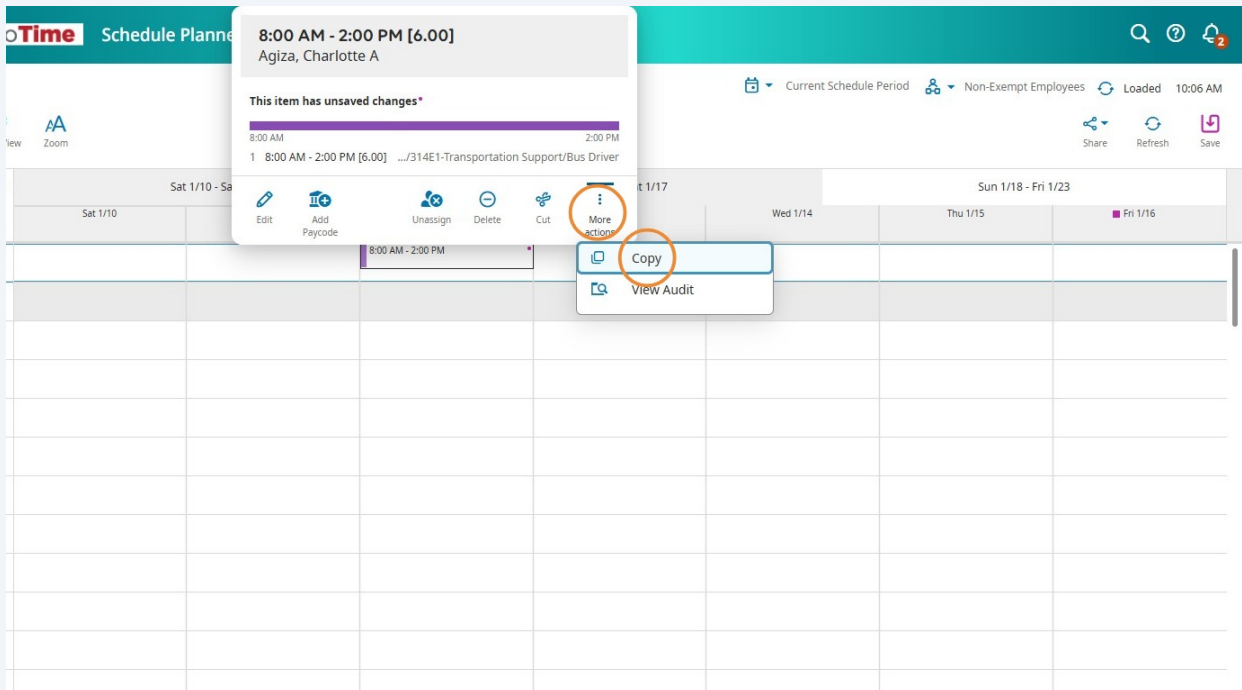 oTime Schedule Planne
8:00 AM - 2:00 PM [6.00]
Agiza, Charlotte A
2
This item has unsaved changes*
Current Schedule Period
Non-Exempt Employees
Loaded 10:06 AM
8:00 AM
2:00 PM
1 8:00 AM - 2:00 PM [6.00] .../314E1-Transportation Support/Bus Driver
iew
Zoom
Share
Refresh
Save
Sat 1/10 - Sa
t 1/17
Sun 1/18 - Fri 1/23
Edit
Add
Paycode
Unassign
Delete
Cut
More
actions
Sat 1/10
Wed 1/14
Thu 1/15
Fri 1/16
8:00 AM - 2:00 PM
Copy
View Audit